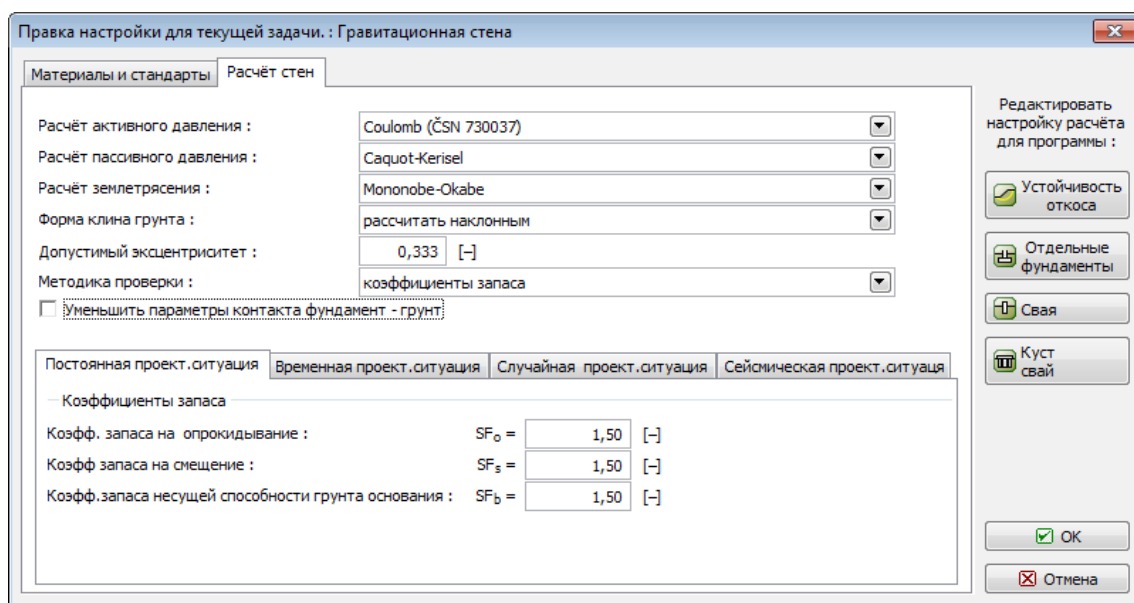 Правка настройки для текущей задачи. : Гравитационная стена
Материалы и стандарты
Расчёт стен
Расчёт активного давления :
Coulomb (ČSN 730037)
Расчёт пассивного давления :
Caquot-Kerisel
Расчёт землетрясения :
Mononobe-Okabe
Форма клина грунта :
рассчитать наклонным
Допустимый эксцентриситет :
0,333 [–]
Методика проверки :
коэффициенты запаса
Уменьшить параметры контакта фундамент - грунт
Постоянная проект.ситуация
Временная проект.ситуация
Случайная проект.ситуация
Сейсмическая проект.ситуаця
Коэффициенты запаса
Коэфф. запаса на опрокидывание : SFo = 1,50 [–]
Коэфф запаса на смещение : SFs = 1,50 [–]
Коэфф.запаса несущей способности грунта основания : SFb = 1,50 [–]
Редактировать
настройку расчёта
для программы :
Устойчивость
откоса
Отдельные
фундаменты
Свая
Куст
свай
OK
Отмена